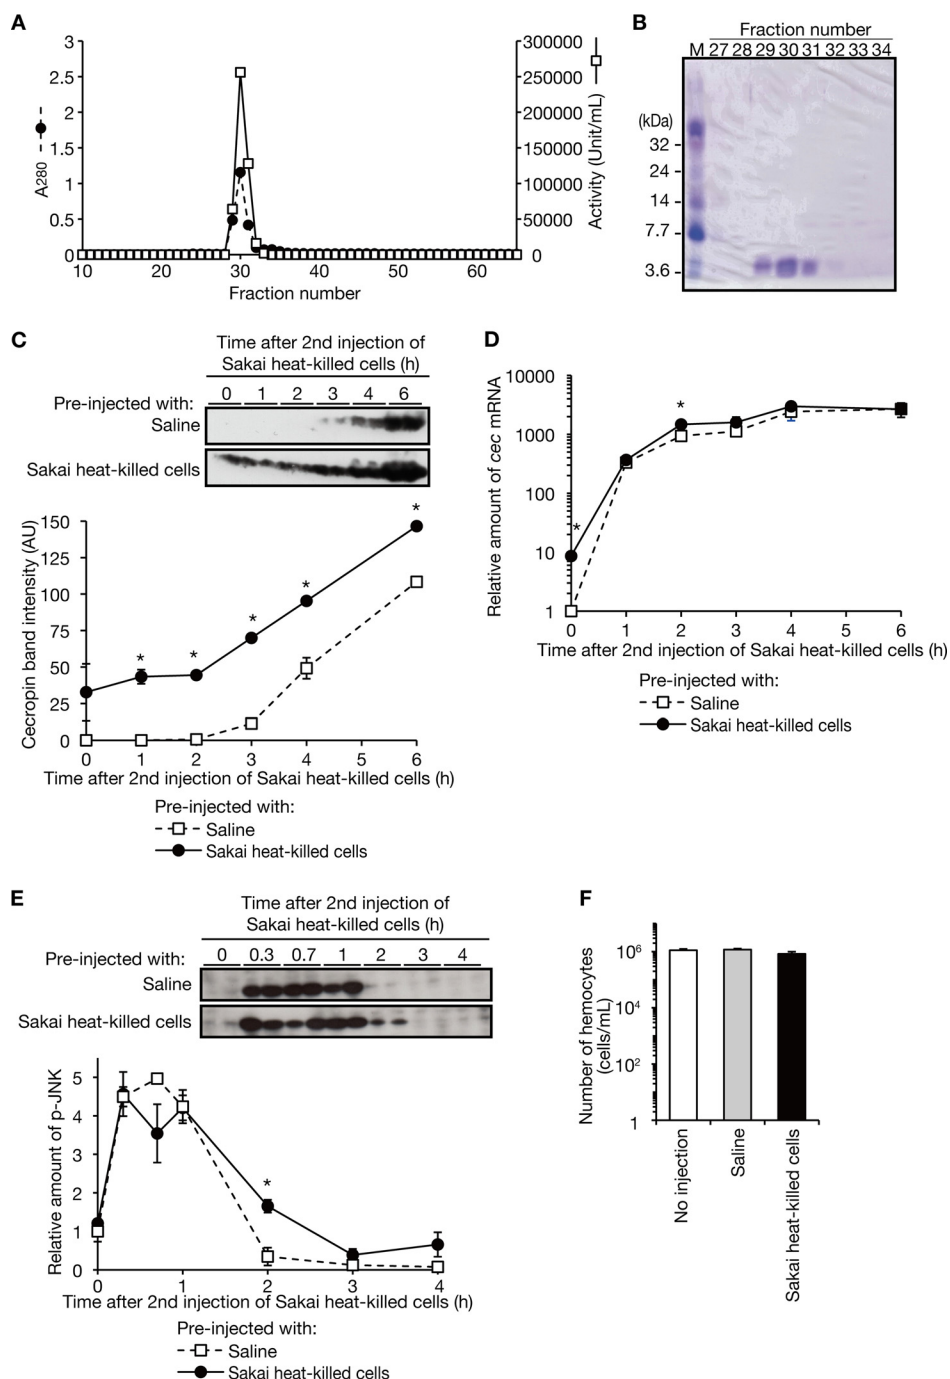 A
3
2.5
2
1.5
1
0.5
0
A280
300000
250000
200000
150000
100000
50000
0
Activity (Unit/mL)
10 20 30 40 50 60
Fraction number
B
Fraction number
M 27 28 29 30 31 32 33 34
(kDa)
32
24
14
7.7
3.6
C
Time after 2nd injection of
Sakai heat-killed cells (h)
0 1 2 3 4 6
Pre-injected with:
Saline
Sakai heat-killed cells
Cecropin band intensity (AU)
150
125
100
75
50
25
0
* * * * *
0 1 2 3 4 5 6
Time after 2nd injection of Sakai heat-killed cells (h)
Pre-injected with:
Saline
Sakai heat-killed cells
D
Relative amount of cec mRNA
10000
1000
100
10
1
* *
0 1 2 3 4 5 6
Time after 2nd injection of Sakai heat-killed cells (h)
Pre-injected with:
Saline
Sakai heat-killed cells
E
Time after 2nd injection of
Sakai heat-killed cells (h)
0 0.3 0.7 1 2 3 4
Pre-injected with:
Saline
Sakai heat-killed cells
Relative amount of p-JNK
5
4
3
2
1
0
*
0 1 2 3 4
Time after 2nd injection of Sakai heat-killed cells (h)
Pre-injected with:
Saline
Sakai heat-killed cells
F
Number of hemocytes
(cells/mL)
10⁶
10⁴
10²
1
No injection
Saline
Sakai heat-killed cells